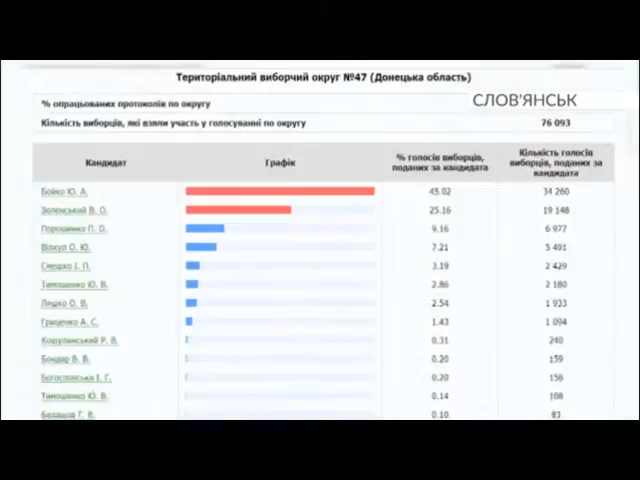 Територіальний виборчий округ №47 (Донецька область)
% опрацьованих протоколів по округу
СЛОВ'ЯНСЬК
Кількість виборців, які взяли участь у голосуванні по округу 76 093
Кандидат Графік % голосів виборців, поданих за кандидата Кількість голосів виборців, поданих за кандидата
Бойко Ю. А. 45.02 34 260
Зеленський В. О. 25.16 19 148
Порошенко П. О. 9.16 6 977
Вілкул О. Ю. 7.21 5 491
Смешко І. П. 3.19 2 429
Тимошенко Ю. В. 2.86 2 180
Ляшко О. В. 2.54 1 933
Гриценко А. С. 1.43 1 094
Кошулинський Р. В. 0.31 240
Бондар В. В. 0.20 159
Богословська І. Г. 0.20 156
Тимошенко Ю. В. 0.14 108
Балашов Г. В. 0.10 83